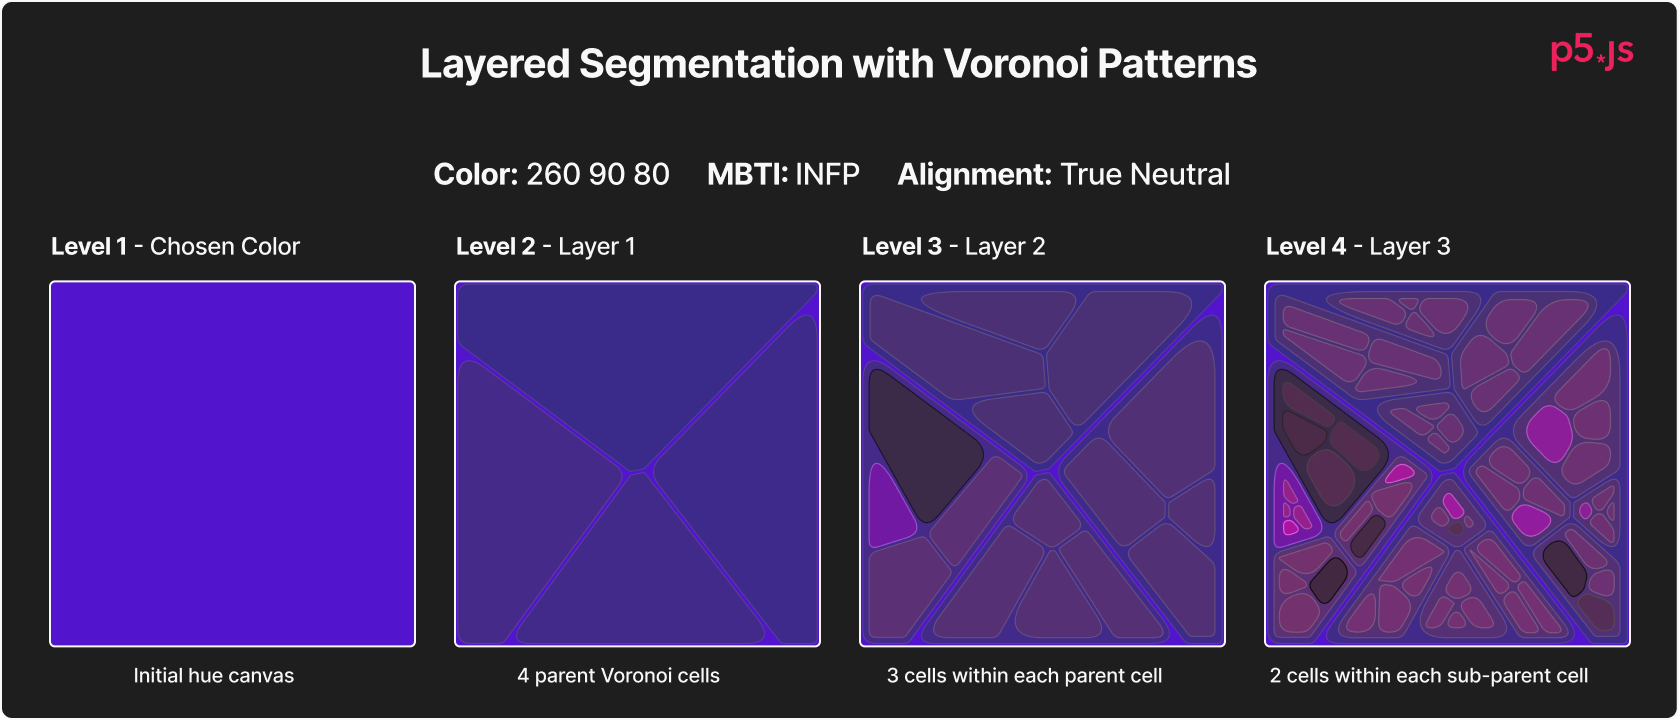 Layered Segmentation with Voronoi Patterns
p5*js
Color: 260 90 80 MBTI: INFP Alignment: True Neutral
Level 1 - Chosen Color
Level 2 - Layer 1
Level 3 - Layer 2
Level 4 - Layer 3
Initial hue canvas
4 parent Voronoi cells
3 cells within each parent cell
2 cells within each sub-parent cell